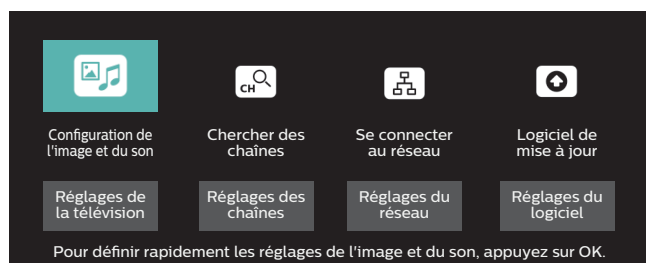 CH
Configuration de
l'image et du son
Chercher des
chaînes
Se connecter
au réseau
Logiciel de
mise à jour
Réglages de
la télévision
Réglages des
chaînes
Réglages du
réseau
Réglages du
logiciel
Pour définir rapidement les réglages de l'image et du son, appuyez sur OK.